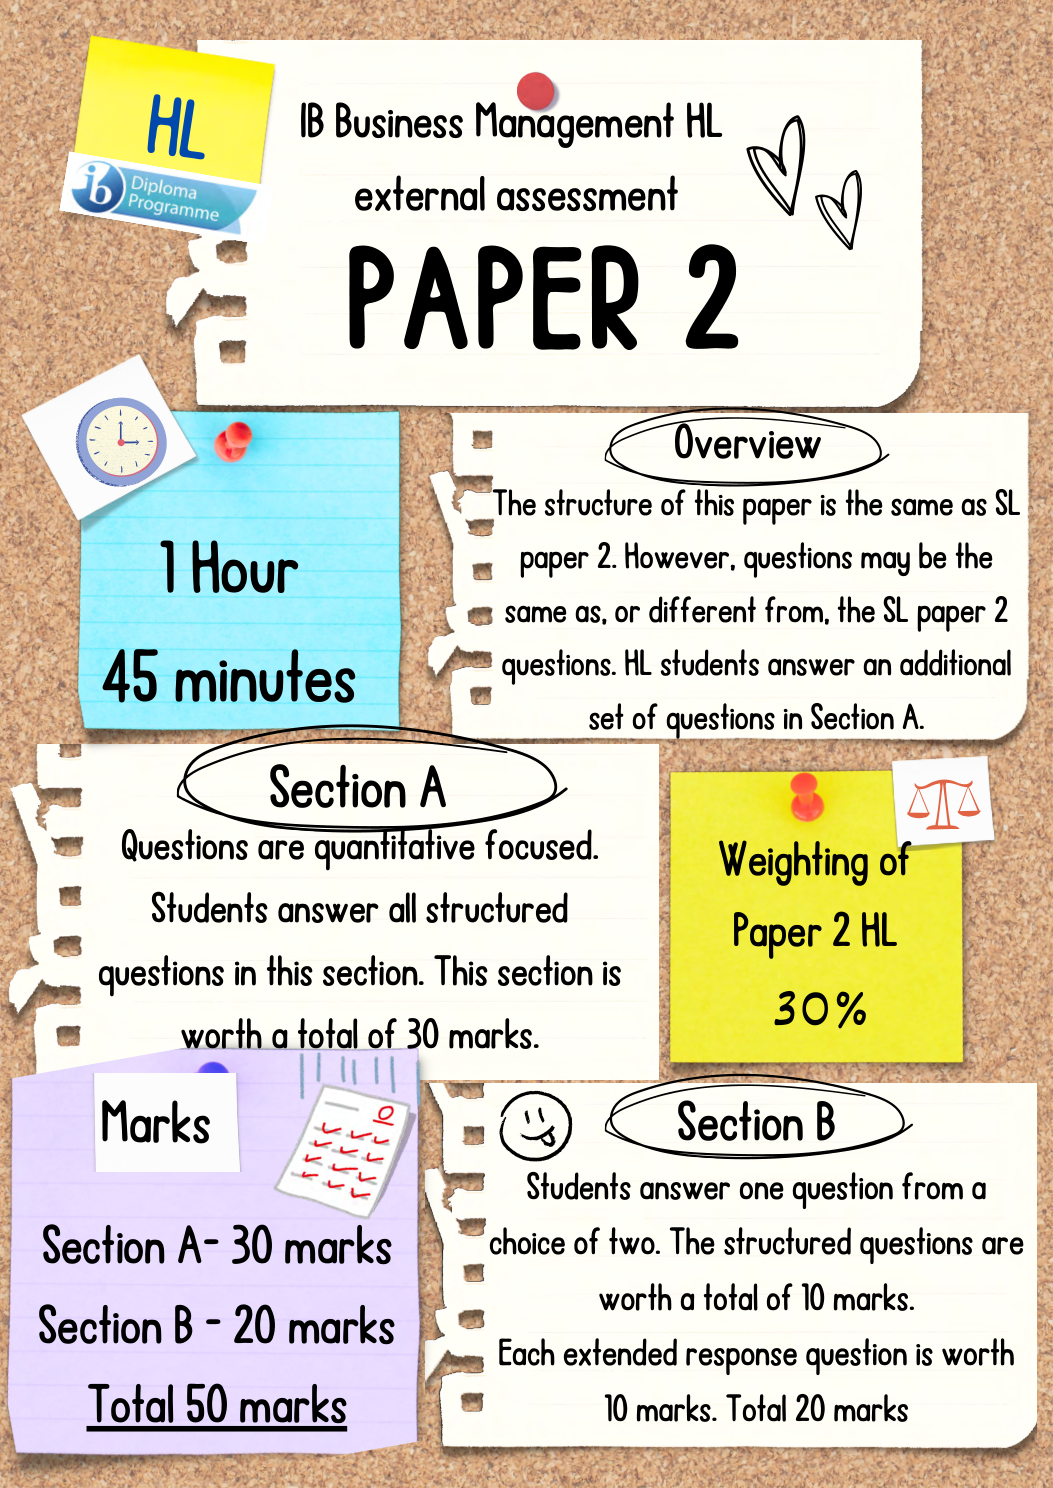 HL
ib
Diploma
Programme
IB Business Management HL
external assessment
PAPER 2
1 Hour
45 minutes
Overview
The structure of this paper is the same as SL
paper 2. However, questions may be the
same as, or different from, the SL paper 2
questions. HL students answer an additional
set of questions in Section A.
Section A
Questions are quantitative focused.
Students answer all structured
questions in this section. This section is
worth a total of 30 marks.
Weighting of
Paper 2 HL
30%
Marks
Section A- 30 marks
Section B - 20 marks
Total 50 marks
Section B
Students answer one question from a
choice of two. The structured questions are
worth a total of 10 marks.
Each extended response question is worth
10 marks. Total 20 marks